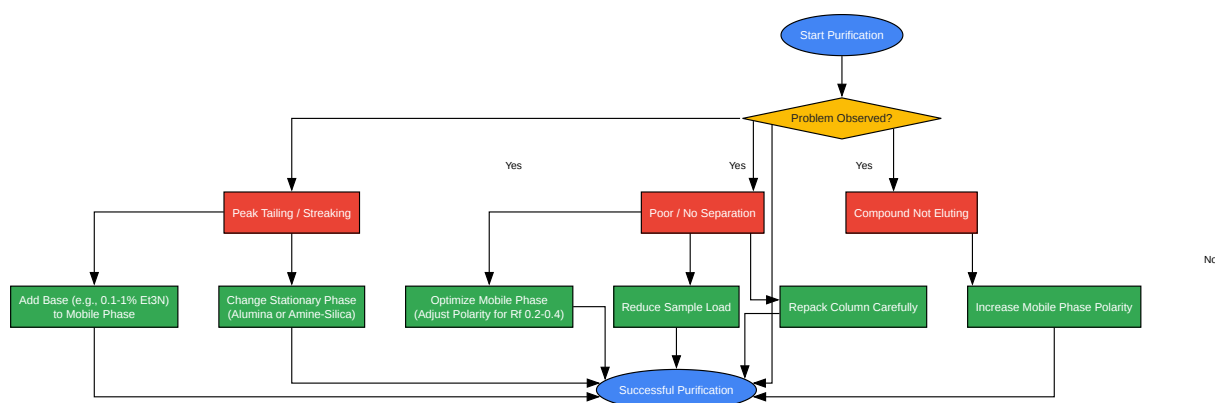 Start Purification
Problem Observed?
Yes
Yes
Yes
Peak Tailing / Streaking
Poor / No Separation
Compound Not Eluting
No
Add Base (e.g., 0.1-1% Et3N)
to Mobile Phase
Change Stationary Phase
(Alumina or Amine-Silica)
Optimize Mobile Phase
(Adjust Polarity for Rf 0.2-0.4)
Reduce Sample Load
Repack Column Carefully
Increase Mobile Phase Polarity
Successful Purification